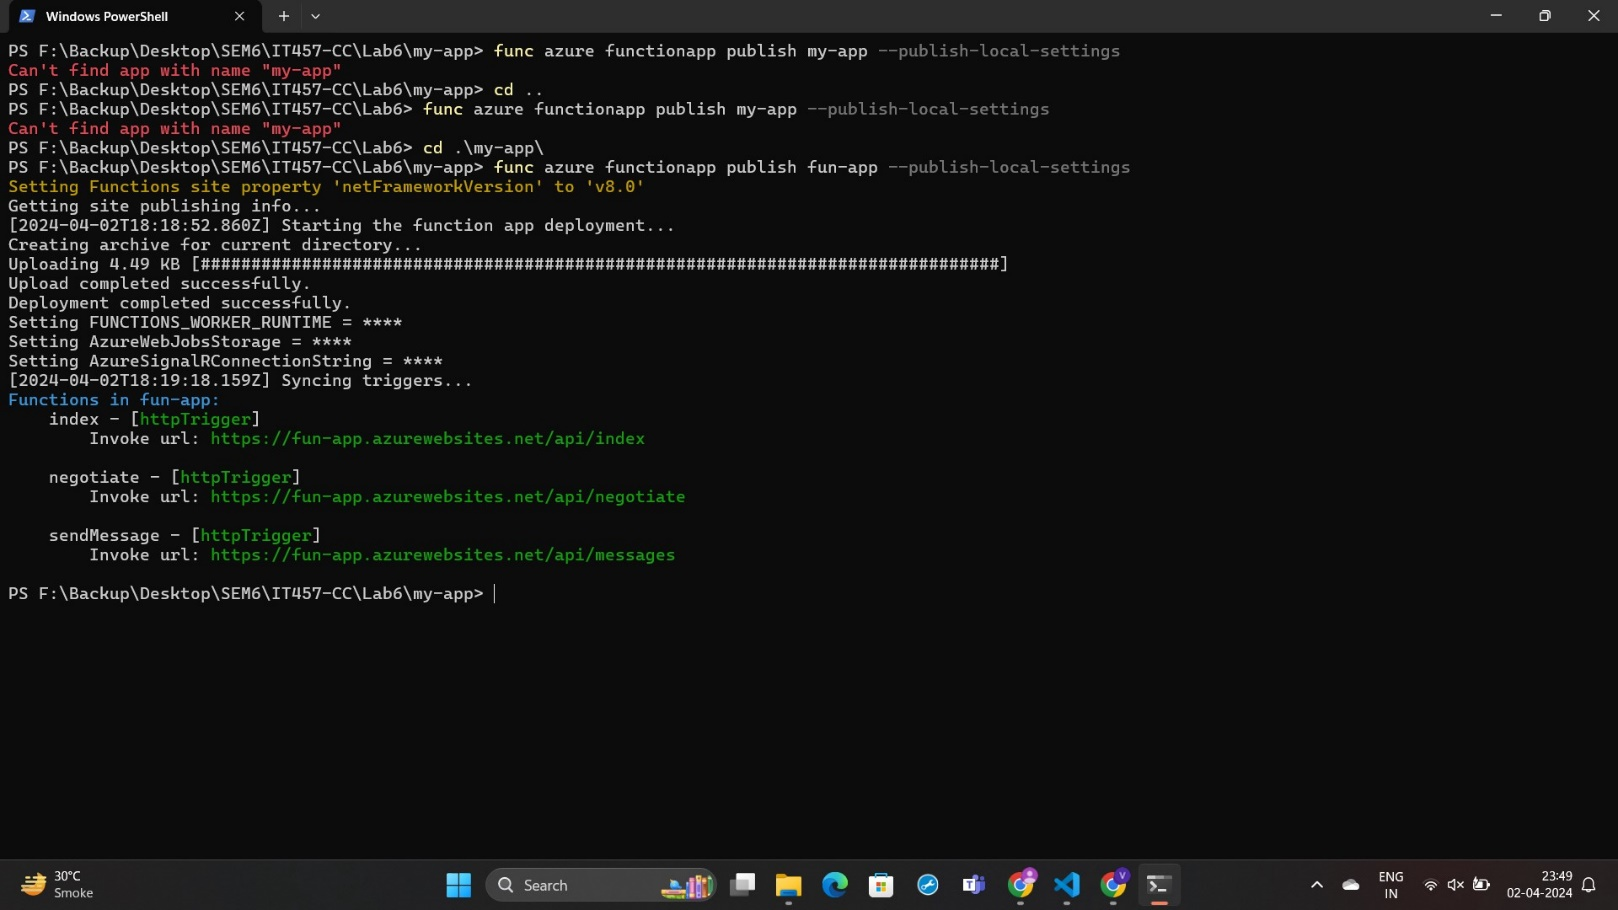 Windows PowerShell
PS F:\Backup\Desktop\SEM6\IT457-CC\Lab6\my-app> func azure functionapp publish my-app --publish-local-settings
Can't find app with name "my-app"
PS F:\Backup\Desktop\SEM6\IT457-CC\Lab6\my-app> cd ..
PS F:\Backup\Desktop\SEM6\IT457-CC\Lab6> func azure functionapp publish my-app --publish-local-settings
Can't find app with name "my-app"
PS F:\Backup\Desktop\SEM6\IT457-CC\Lab6> cd .\my-app\
PS F:\Backup\Desktop\SEM6\IT457-CC\Lab6\my-app> func azure functionapp publish fun-app --publish-local-settings
Setting Functions site property 'netFrameworkVersion' to 'v8.0'
Getting site publishing info...
[2024-04-02T18:18:52.860Z] Starting the function app deployment...
Creating archive for current directory...
Uploading 4.49 KB [###############################################################################]
Upload completed successfully.
Deployment completed successfully.
Setting FUNCTIONS_WORKER_RUNTIME = ****
Setting AzureWebJobsStorage = ****
Setting AzureSignalRConnectionString = ****
[2024-04-02T18:19:18.159Z] Syncing triggers...
Functions in fun-app:
    index - [httpTrigger]
        Invoke url: https://fun-app.azurewebsites.net/api/index
    negotiate - [httpTrigger]
        Invoke url: https://fun-app.azurewebsites.net/api/negotiate
    sendMessage - [httpTrigger]
        Invoke url: https://fun-app.azurewebsites.net/api/messages
PS F:\Backup\Desktop\SEM6\IT457-CC\Lab6\my-app>
30°C
Smoke
Search
V
ENG
IN
23:49
02-04-2024